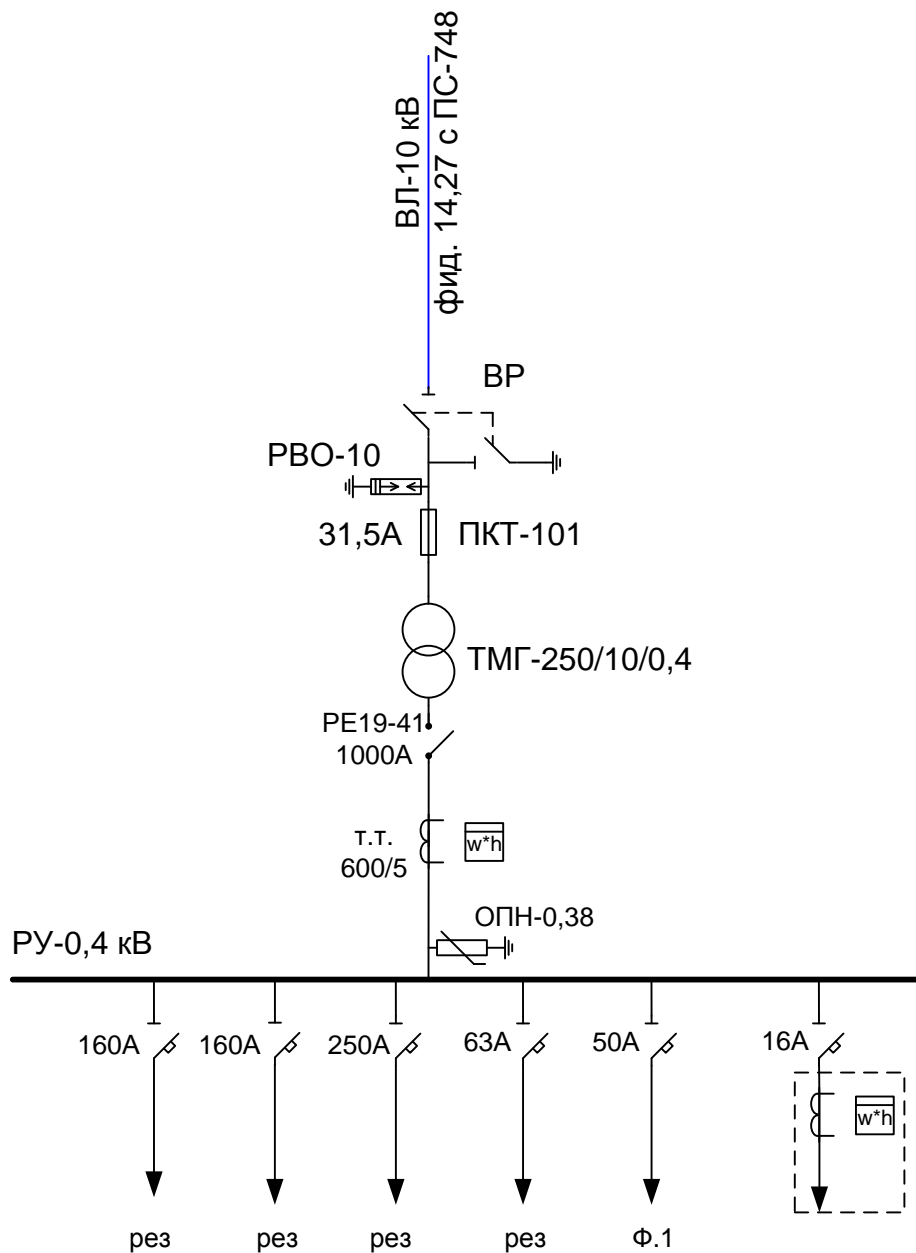 ВЛ-10 кВ
фид. 14,27 с ПС-748
ВР
РВО-10
31,5А
ПКТ-101
ТМГ-250/10/0,4
РЕ19-41
1000А
т.т.
600/5
w*h
ОПН-0,38
РУ-0,4 кВ
160А
160А
250А
63А
50А
16А
w*h
рез
рез
рез
рез
Ф.1